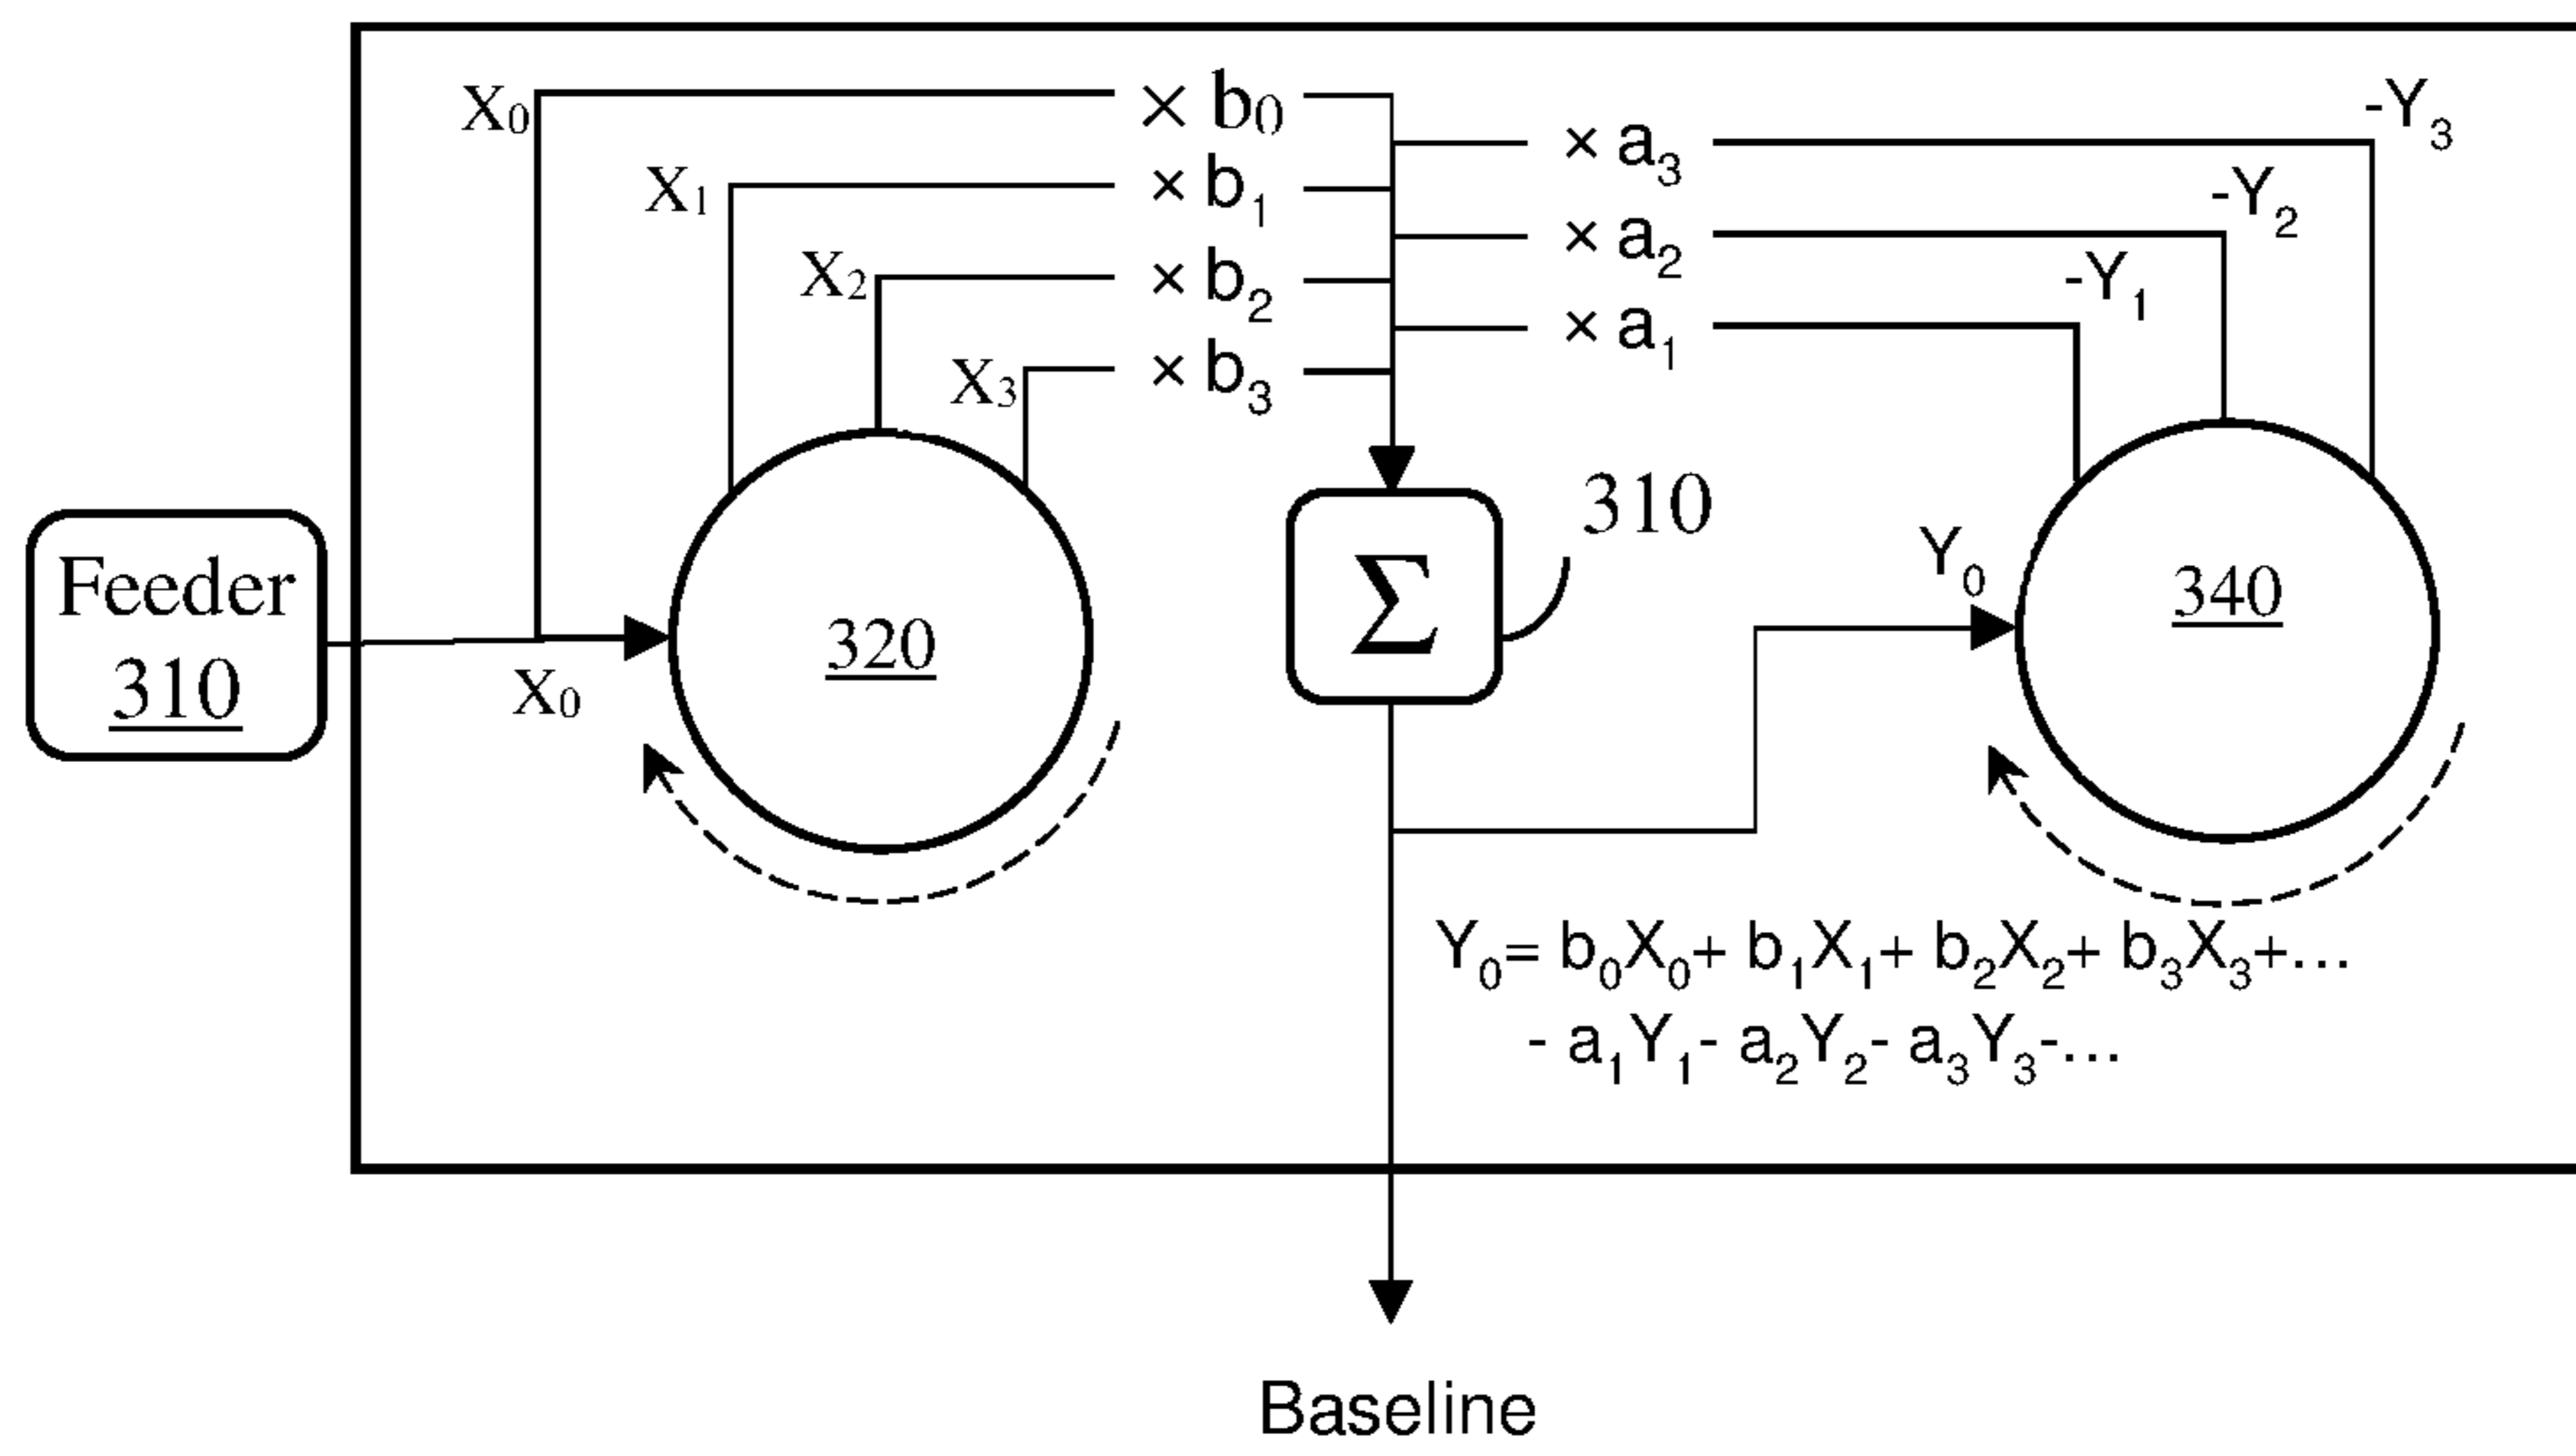 X₀ × b₀ -Y₃
× a₃
X₁ × b₁ -Y₂
X₂ × b₂ × a₂ -Y₁
X₃ × b₃ × a₁
310
Feeder
310
X₀
320
Σ
Y₀
340
Y₀= b₀X₀+ b₁X₁+ b₂X₂+ b₃X₃+...
- a₁Y₁- a₂Y₂- a₃Y₃-...
Baseline